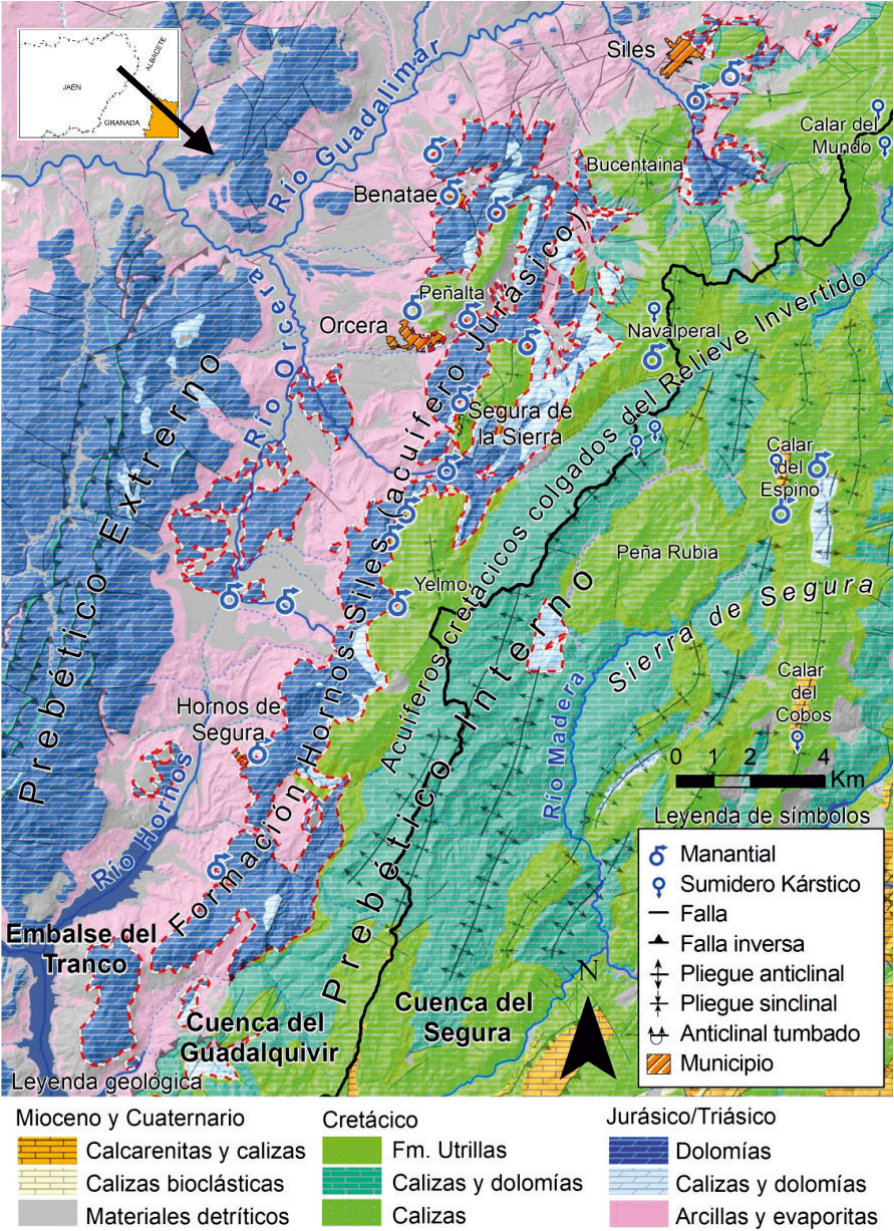 JAÉN
ALBACETE
GRANADA
Río Guadalimar
Siles
Calar del
Mundo
Bucentaina
Benatae
Peñalta
Orcera
Río Orcera
Navalperal
Segura de
la Sierra
Calar
del
Espino
Peña Rubia
Yelmo
Prebético Extrerno
Formación Hornos-Siles (acuífero Jurasico)
Acuíferos cretácicos colgados del Relieve Invertido
Prebético Interno
Sierra de Segura
Río Madera
Calar
del
Cobos
Hornos de
Segura
Río Hornos
Embalse del
Tranco
Cuenca del
Guadalquivir
Cuenca del
Segura
N
0 1 2 4
Km
Leyenda de símbolos
Manantial
Sumidero Kárstico
Falla
Falla inversa
Pliegue anticlinal
Pliegue sinclinal
Anticlinal tumbado
Municipio
Leyenda geológica
Mioceno y Cuaternario
Calcarenitas y calizas
Calizas bioclásticas
Materiales detríticos
Cretácico
Fm. Utrillas
Calizas y dolomías
Calizas
Jurásico/Triásico
Dolomías
Calizas y dolomías
Arcillas y evaporitas